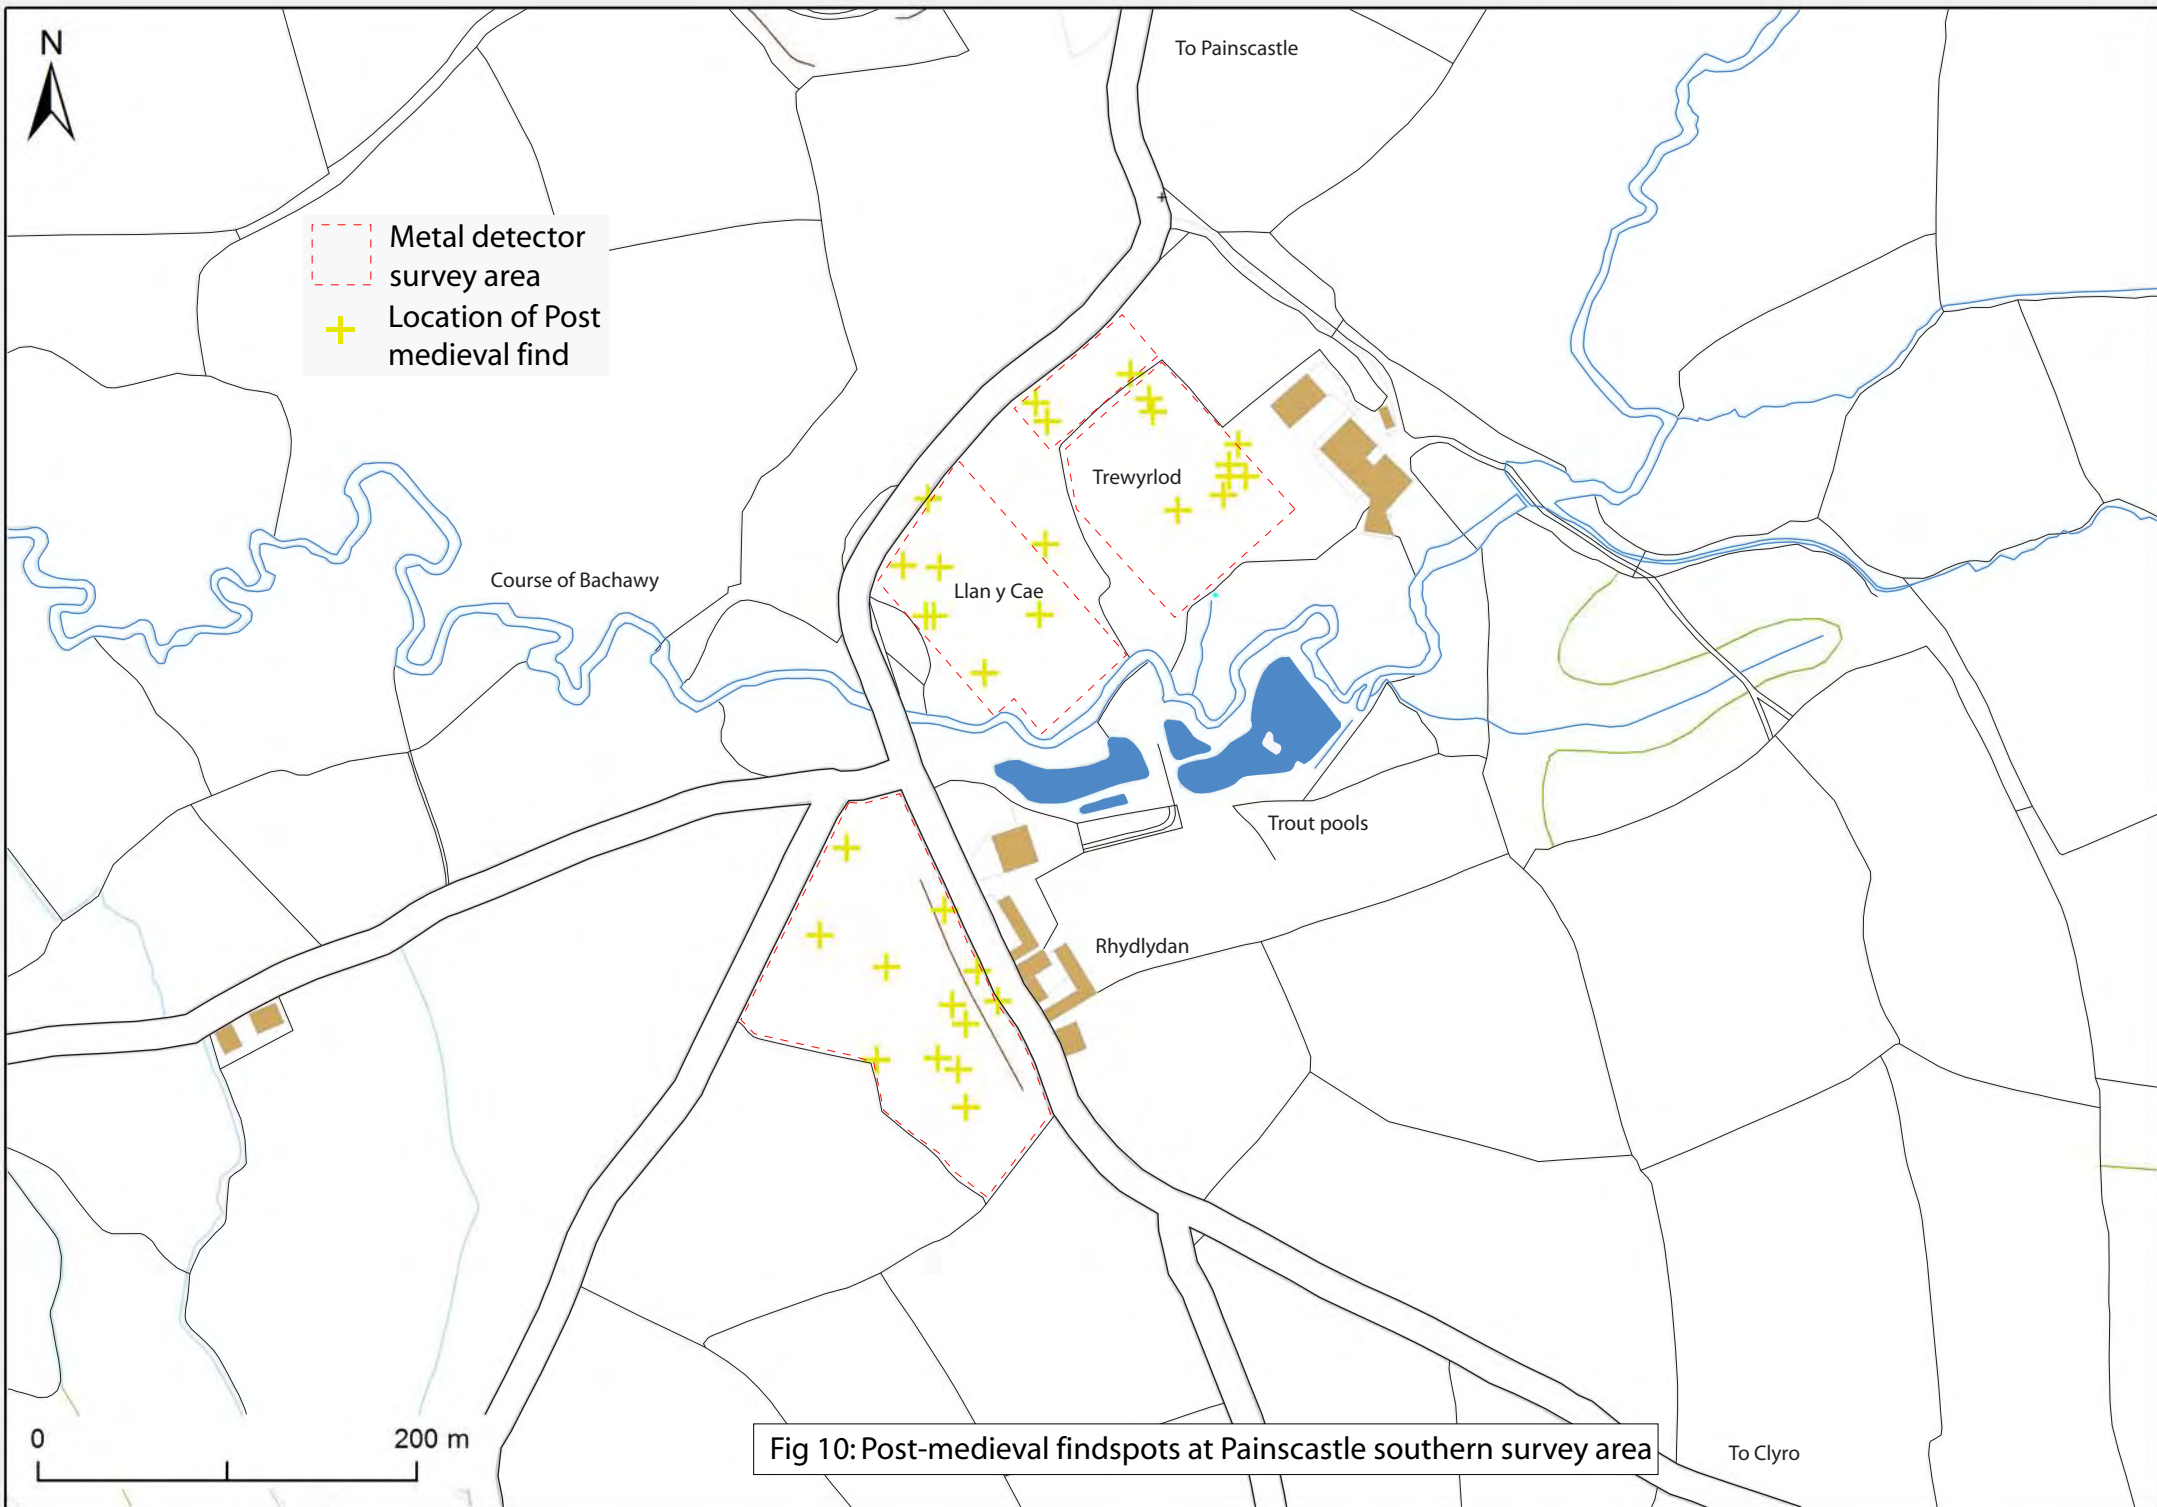 N
To Painscastle
Metal detector
survey area
Location of Post
medieval find
Trewyrlod
Course of Bachawy
Llan y Cae
Trout pools
Rhydlydan
0
200 m
Fig 10: Post-medieval findspots at Painscastle southern survey area
To Clyro